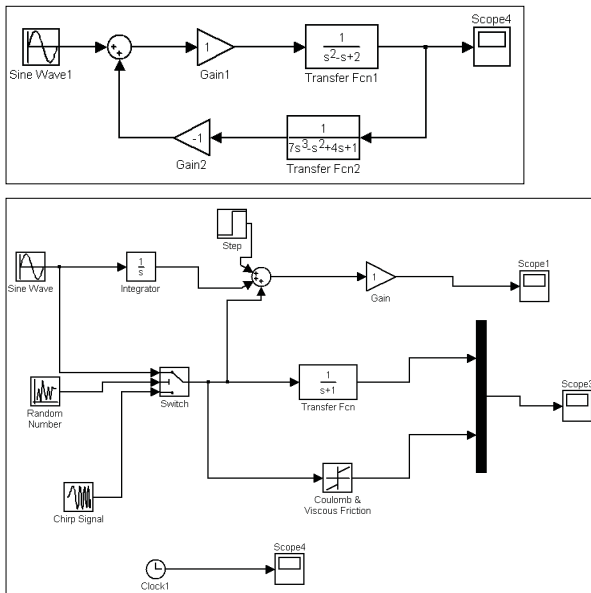 Scope4
Sine Wave1
1
Gain1
1
s²-s+2
Transfer Fcn1
-1
Gain2
1
7s³-s²+4s+1
Transfer Fcn2
Step
Sine Wave
1
s
Integrator
1
Gain
Scope1
Random
Number
Switch
1
s+1
Transfer Fcn
Scope3
Chirp Signal
Coulomb &
Viscous Friction
Clock1
Scope4